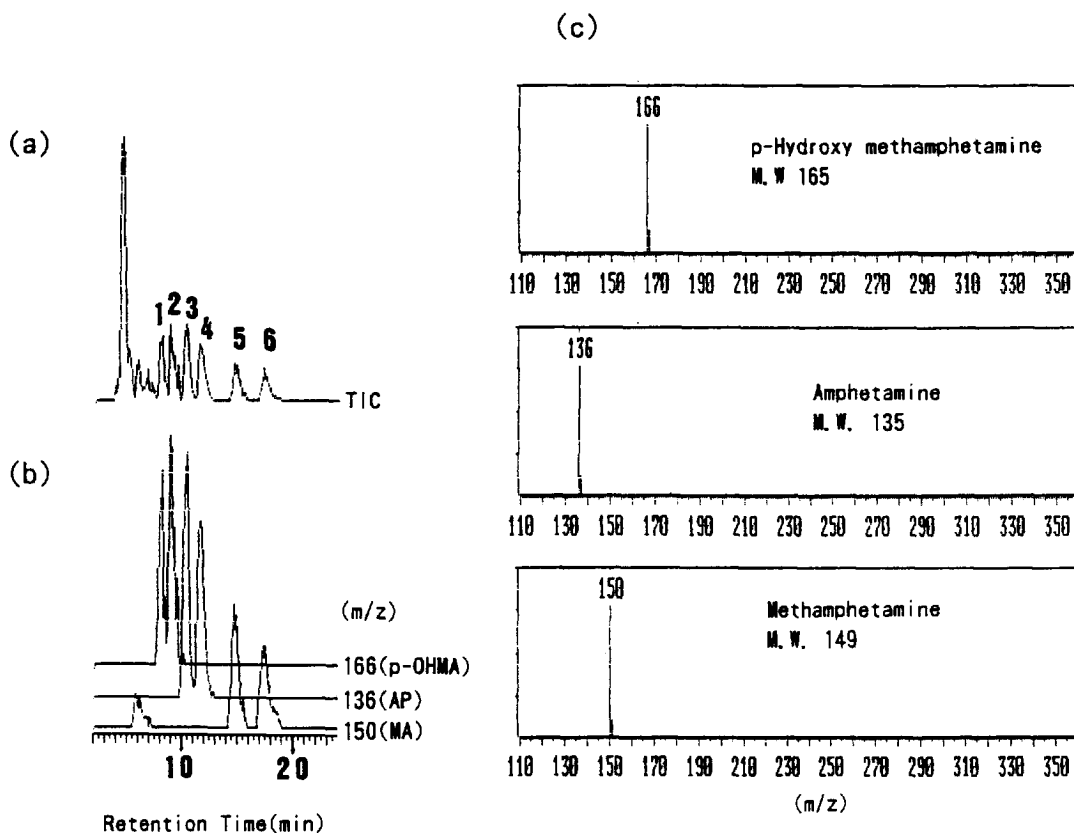 (a)
1 2 3 4 5 6
TIC
(b)
(m/z)
166(p-OHMA)
136(AP)
150(MA)
10 20
Retention Time(min)
(c)
166
p-Hydroxy methamphetamine
M.W 165
110 130 150 170 190 210 230 250 270 290 310 330 350
136
Amphetamine
M.W. 135
110 130 150 170 190 210 230 250 270 290 310 330 350
150
Methamphetamine
M.W. 149
110 130 150 170 190 210 230 250 270 290 310 330 350
(m/z)